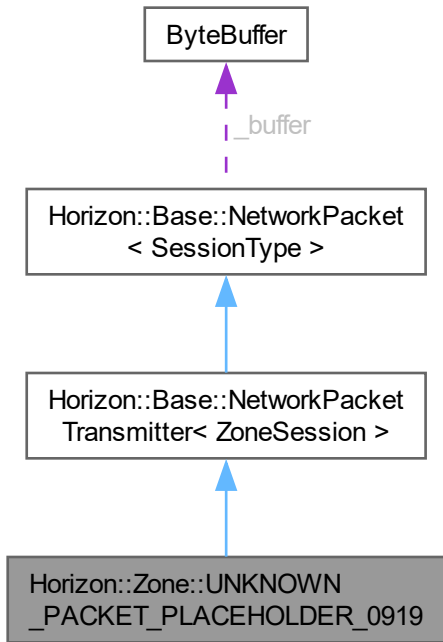 ByteBuffer
_buffer
Horizon::Base::NetworkPacket
< SessionType >
Horizon::Base::NetworkPacket
Transmitter< ZoneSession >
Horizon::Zone::UNKNOWN
_PACKET_PLACEHOLDER_0919